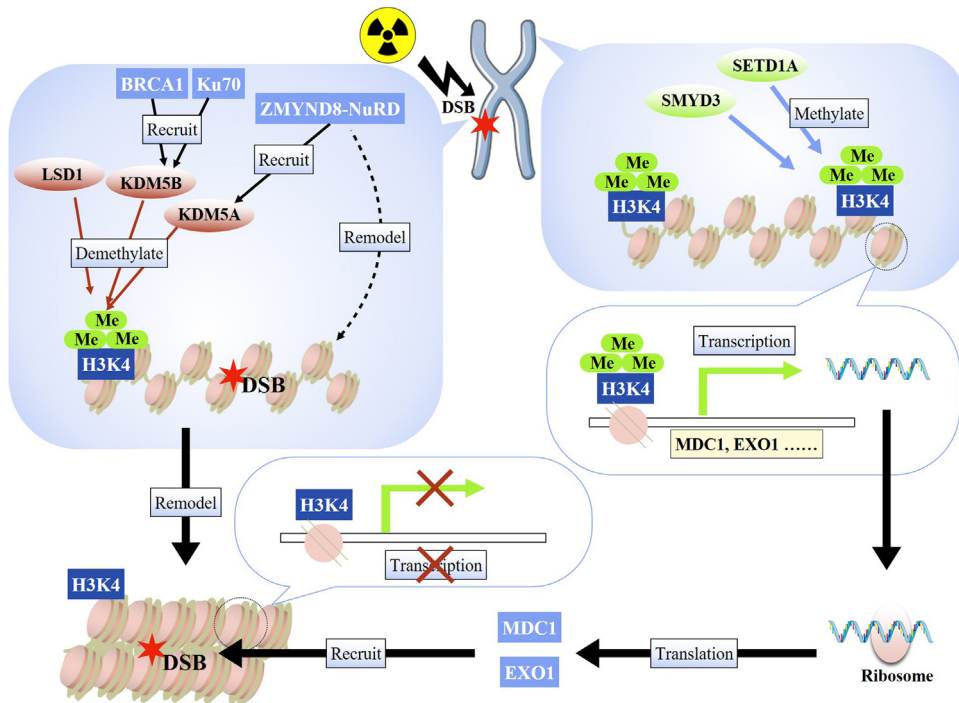 BRCA1
Ku70
ZMYND8-NuRD
Recruit
Recruit
LSD1
KDM5B
KDM5A
Demethylate
Remodel
Me
Me
Me
H3K4
DSB
DSB
SETD1A
SMYD3
Methylate
Me
Me
Me
H3K4
Me
Me
Me
H3K4
Me
Me
Me
H3K4
Transcription
MDC1, EXO1 ......
Remodel
H3K4
Transcription
H3K4
DSB
Recruit
MDC1
EXO1
Translation
Ribosome